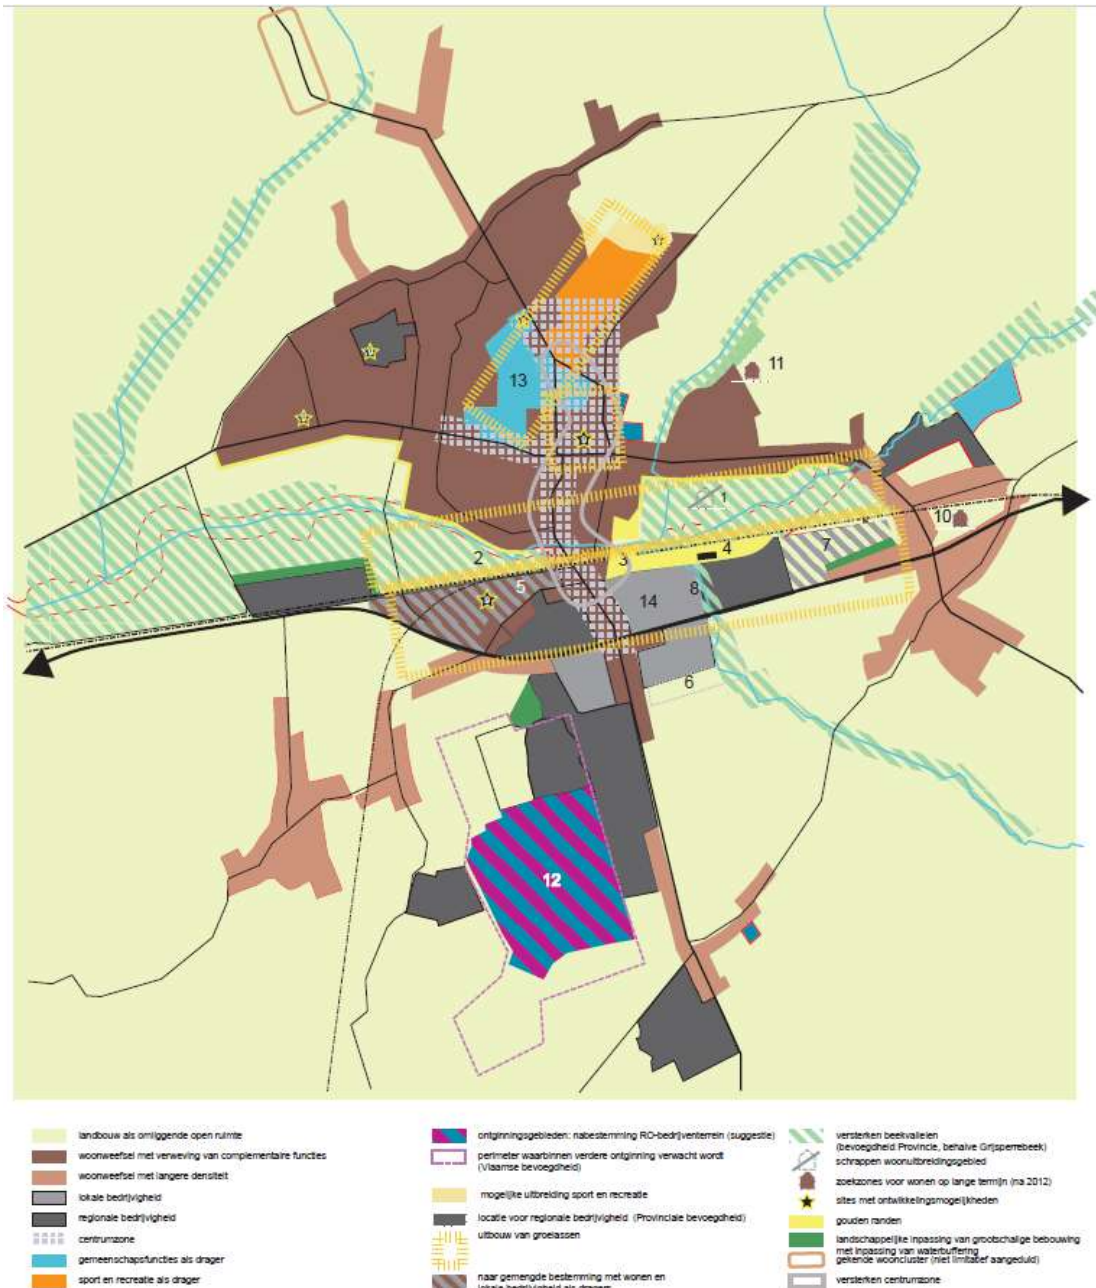 11
13
1
10
2
3
4
7
5
14
8
6
12
landbouw als omliggende open ruimte
woonweefsel met verweving van complementaire functies
woonweefsel met langere densiteit
lokale bedrijvigheid
regionale bedrijvigheid
centrumzone
gemeenschapsfuncties als drager
sport en recreatie als drager
ontginningsgebieden: nabestemming RO-bedrijventerrein (suggestie)
perimeter waarbinnen verdere ontginning verwacht wordt
(Vlaamse bevoegdheid)
mogelijke uitbreiding sport en recreatie
locatie voor regionale bedrijvigheid (Provinciale bevoegdheid)
uitbouw van groeiassen
naar gemengde bestemming met wonen en
lokale bedrijvigheid als dragers
versterken beekvalleien
(bevoegdheid Provincie, behalve Grijsperrebeek)
schrappen woonuitbreidingsgebied
zoekzones voor wonen op lange termijn (na 2012)
sites met ontwikkelingsmogelijkheden
gouden randen
landschappelijke inpassing van grootschalige bebouwing
met inpassing van waterbuffering
gekende wooncluster (niet limitatief aangeduid)
versterken centrumzone